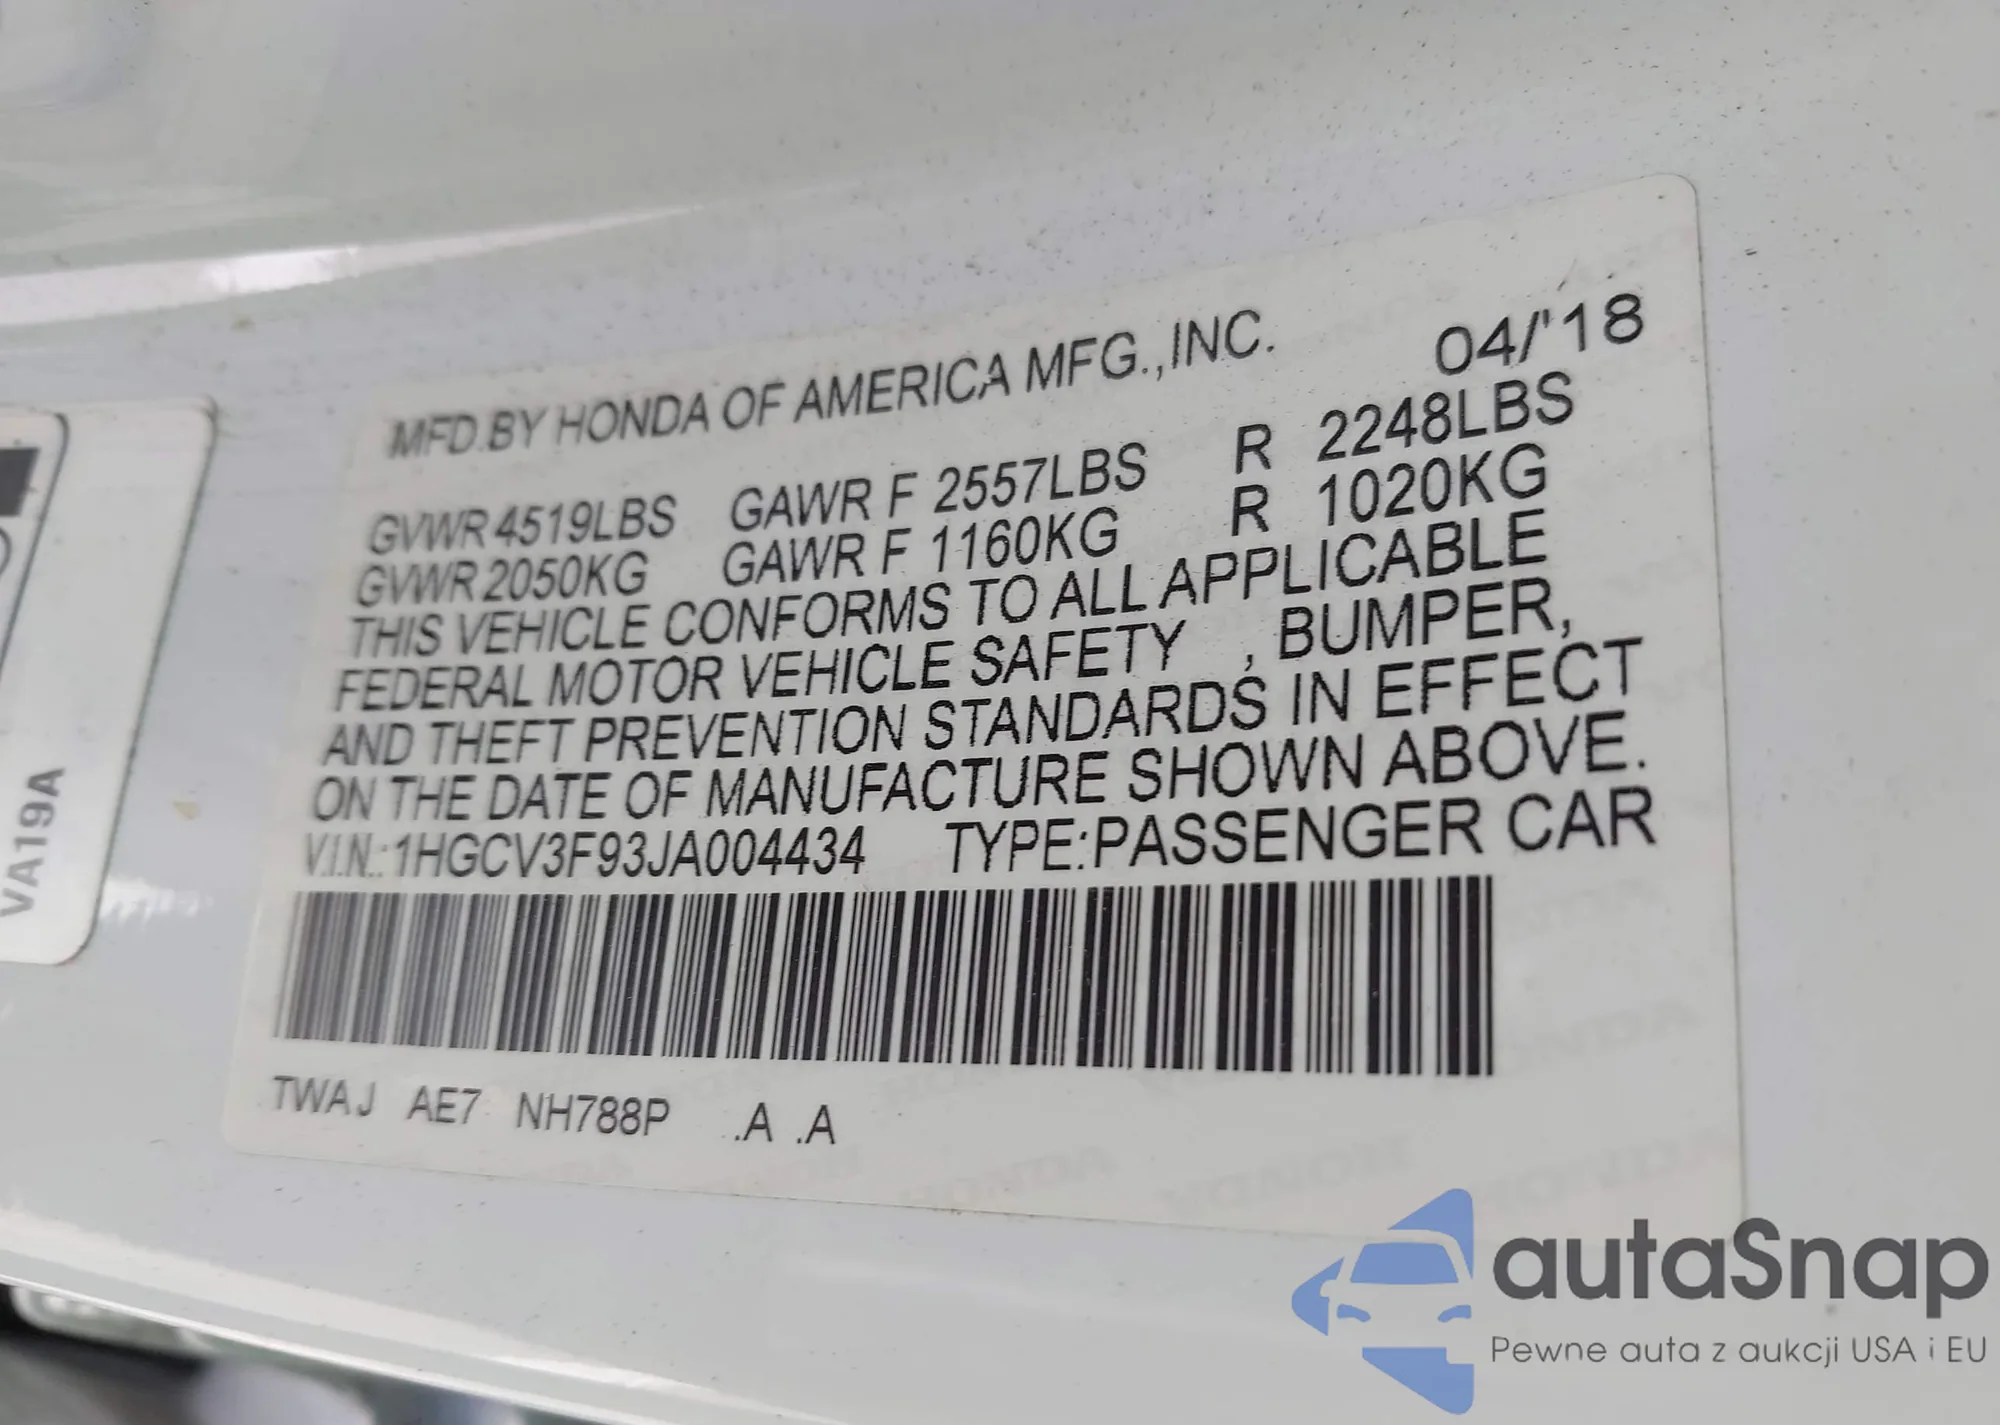 MFD.BY HONDA OF AMERICA MFG.,INC. 04/'18
GVWR 4519LBS GAWR F 2557LBS R 2248LBS
GVWR 2050KG GAWR F 1160KG R 1020KG
THIS VEHICLE CONFORMS TO ALL APPLICABLE
FEDERAL MOTOR VEHICLE SAFETY , BUMPER,
AND THEFT PREVENTION STANDARDS IN EFFECT
ON THE DATE OF MANUFACTURE SHOWN ABOVE.
V.I.N.:1HGCV3F93JA004434 TYPE:PASSENGER CAR
TWAJ AE7 NH788P .A .A
VA19A
autaSnap
Pewne auta z aukcji USA i EU